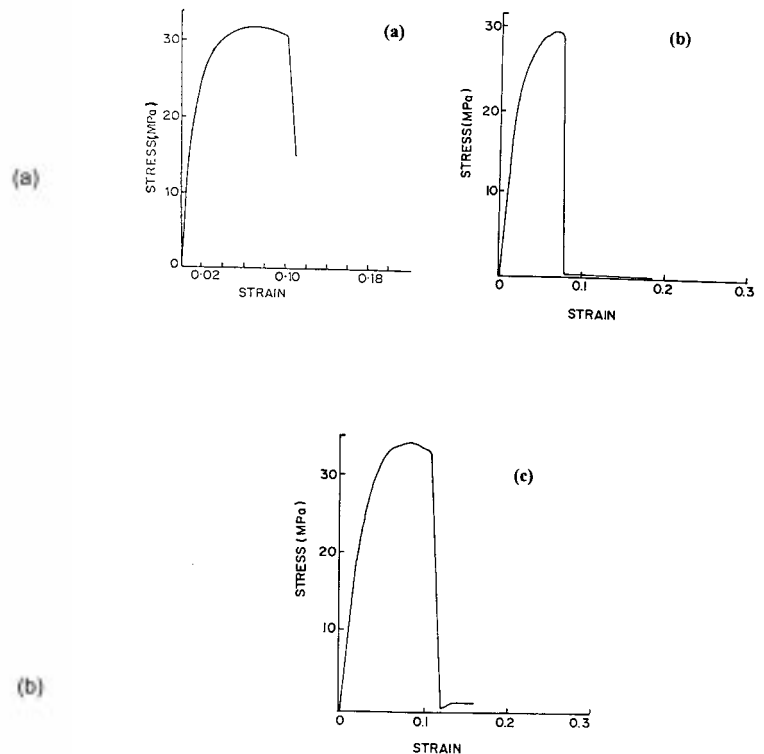 (a)
(a)
STRESS(MPa)
30
20
10
0
0·02
0·10
0·18
STRAIN
(b)
STRESS(MPa)
30
20
10
0
0.1
0.2
0.3
STRAIN
(b)
(c)
STRESS (MPa)
30
20
10
0
0.1
0.2
0.3
STRAIN